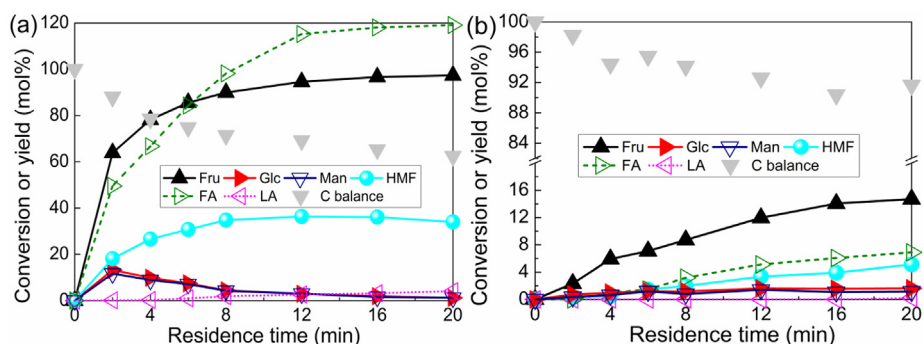 (a)
Conversion or yield (mol%)
120
100
80
60
40
20
0
Fru Glc Man HMF
FA LA C balance
0 4 8 12 16 20
Residence time (min)
(b)
Conversion or yield (mol%)
100
96
92
88
84
16
12
8
4
0
Fru Glc Man HMF
FA LA C balance
0 4 8 12 16 20
Residence time (min)